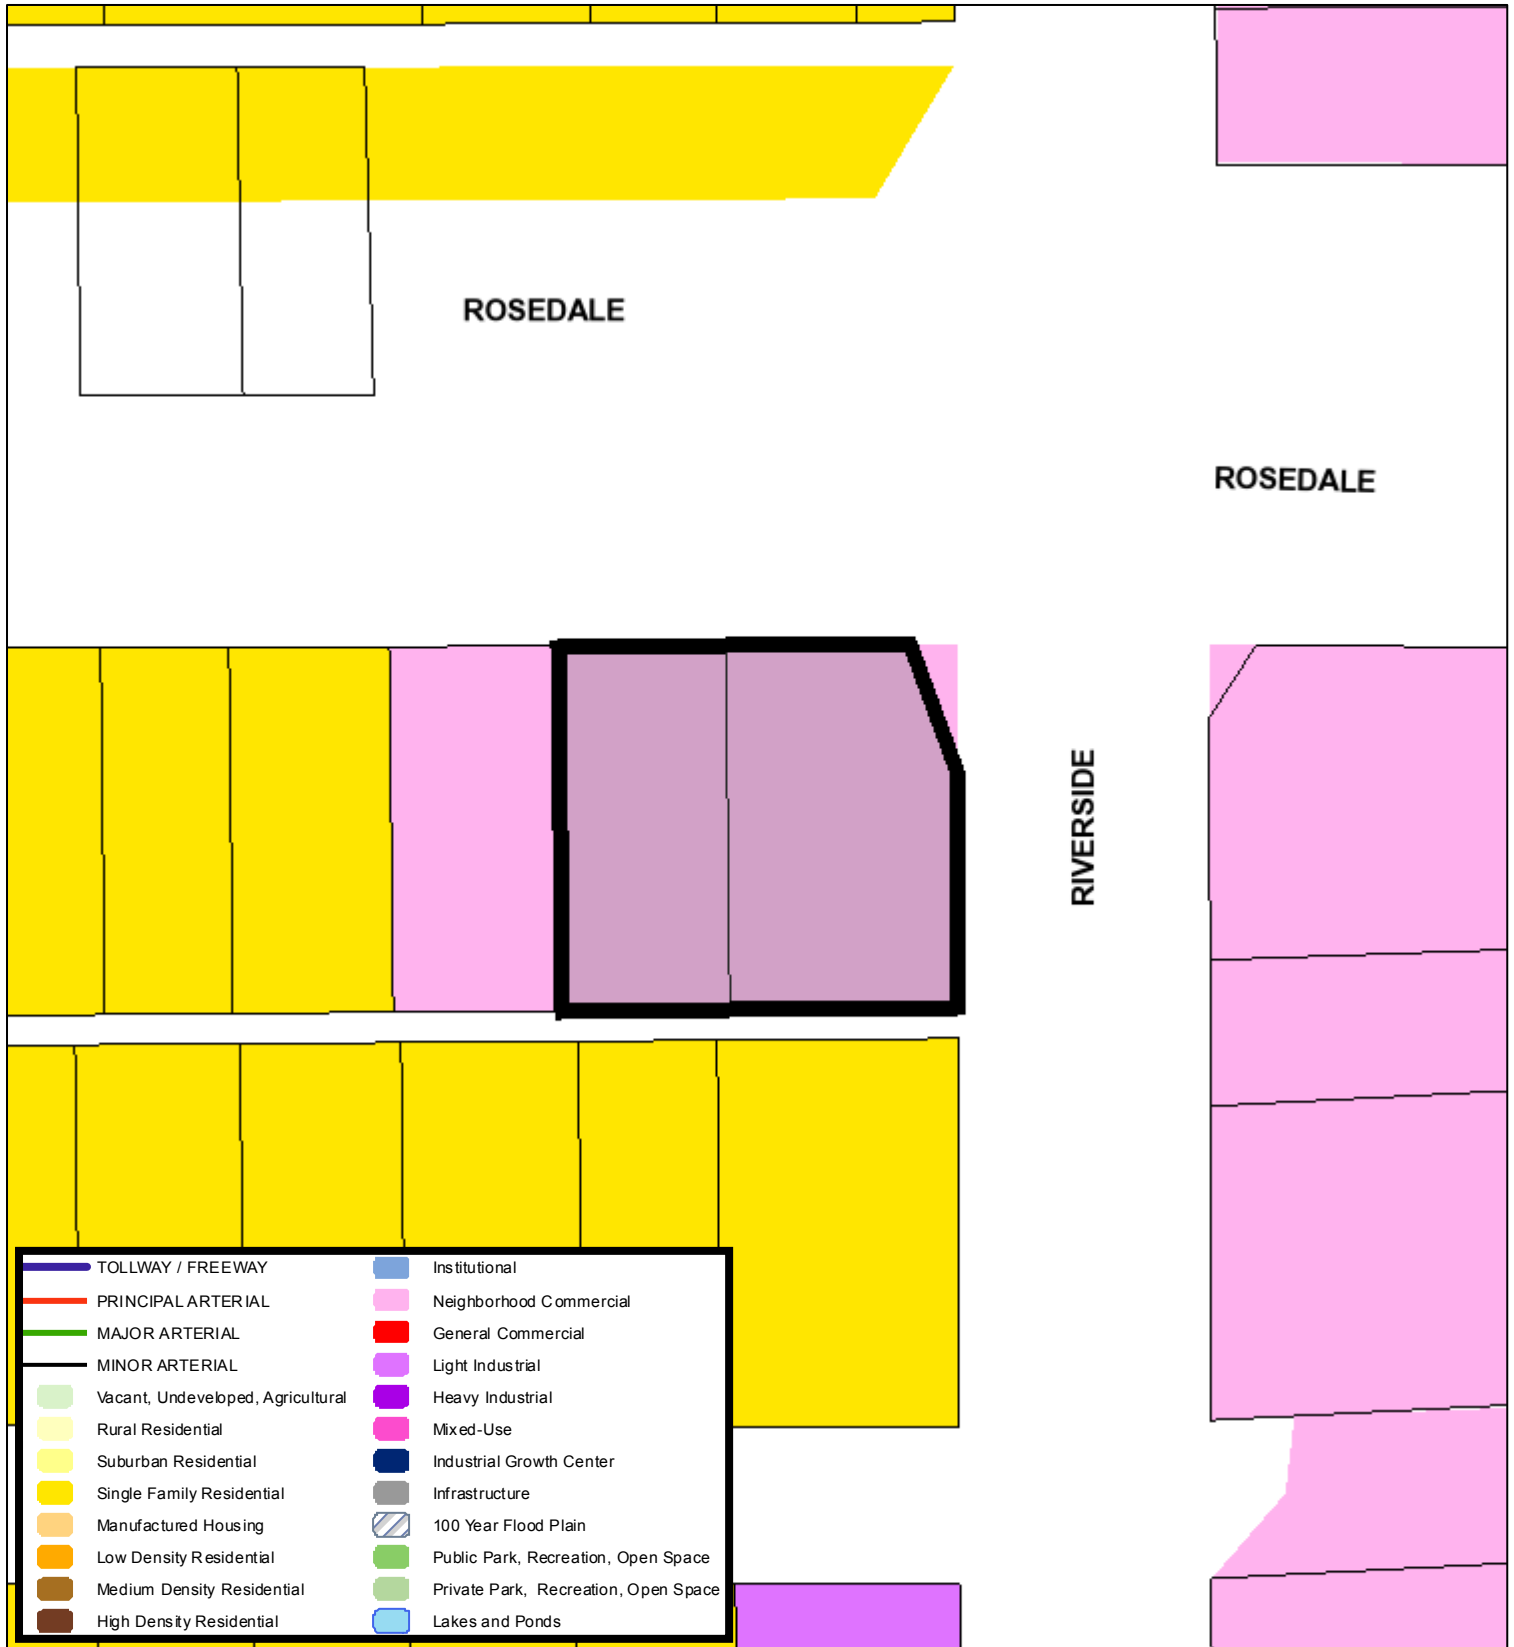 ROSEDALE
ROSEDALE
RIVERSIDE
TOLLWAY / FREEWAY
PRINCIPAL ARTERIAL
MAJOR ARTERIAL
MINOR ARTERIAL
Vacant, Undeveloped, Agricultural
Rural Residential
Suburban Residential
Single Family Residential
Manufactured Housing
Low Density Residential
Medium Density Residential
High Density Residential
Institutional
Neighborhood Commercial
General Commercial
Light Industrial
Heavy Industrial
Mixed-Use
Industrial Growth Center
Infrastructure
100 Year Flood Plain
Public Park, Recreation, Open Space
Private Park, Recreation, Open Space
Lakes and Ponds